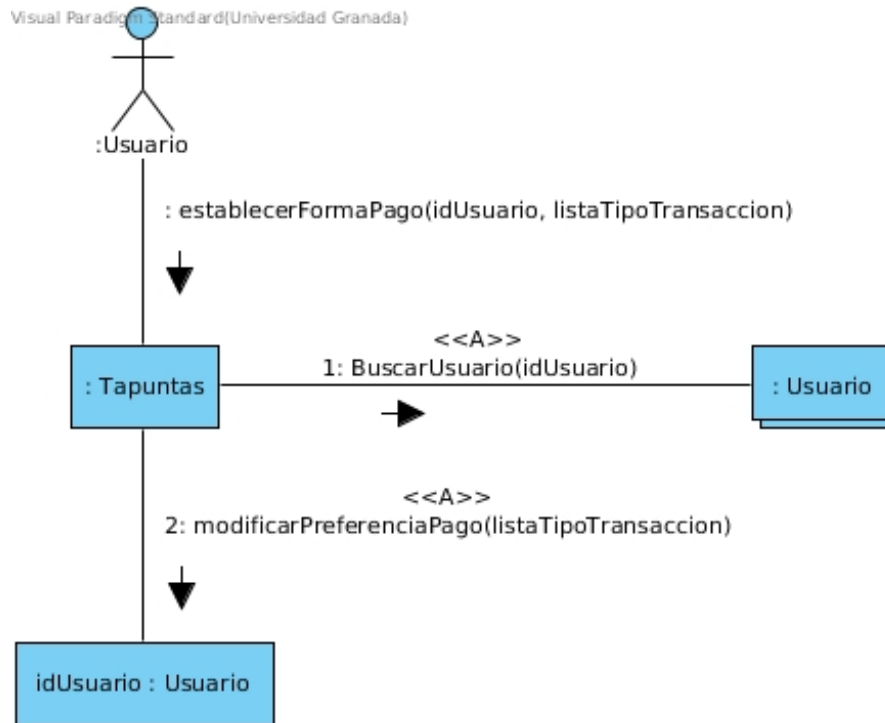 Visual Paradigm Standard(Universidad Granada)
:Usuario
: establecerFormaPago(idUsuario, listaTipoTransaccion)
<<A>>
1: BuscarUsuario(idUsuario)
: Tapuntas
: Usuario
<<A>>
2: modificarPreferenciaPago(listaTipoTransaccion)
idUsuario : Usuario